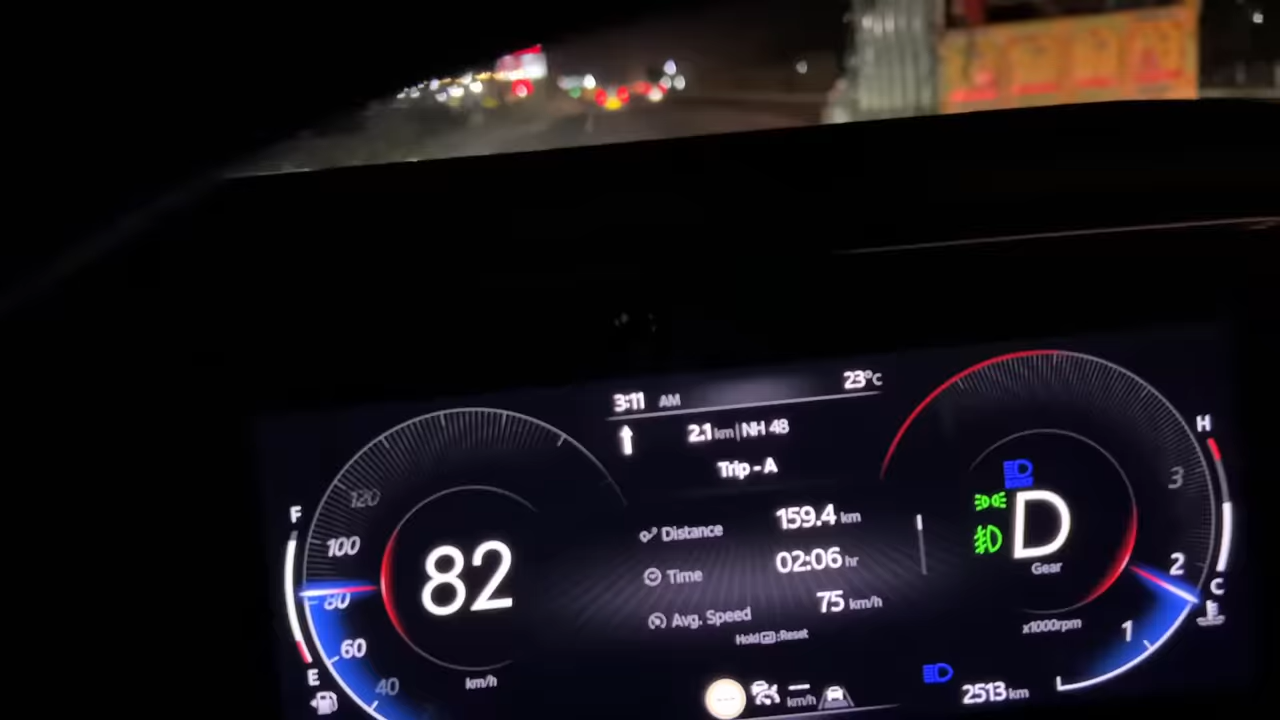 3:11 AM 23°C
2.1 km | NH 48
Trip - A
Distance 159.4 km
Time 02:06 hr
Avg. Speed 75 km/h
Hold :Reset
km/h
2513 km
F
120
100
80
60
40
E
82
km/h
H
3
2
1
C
D
Gear
x1000rpm